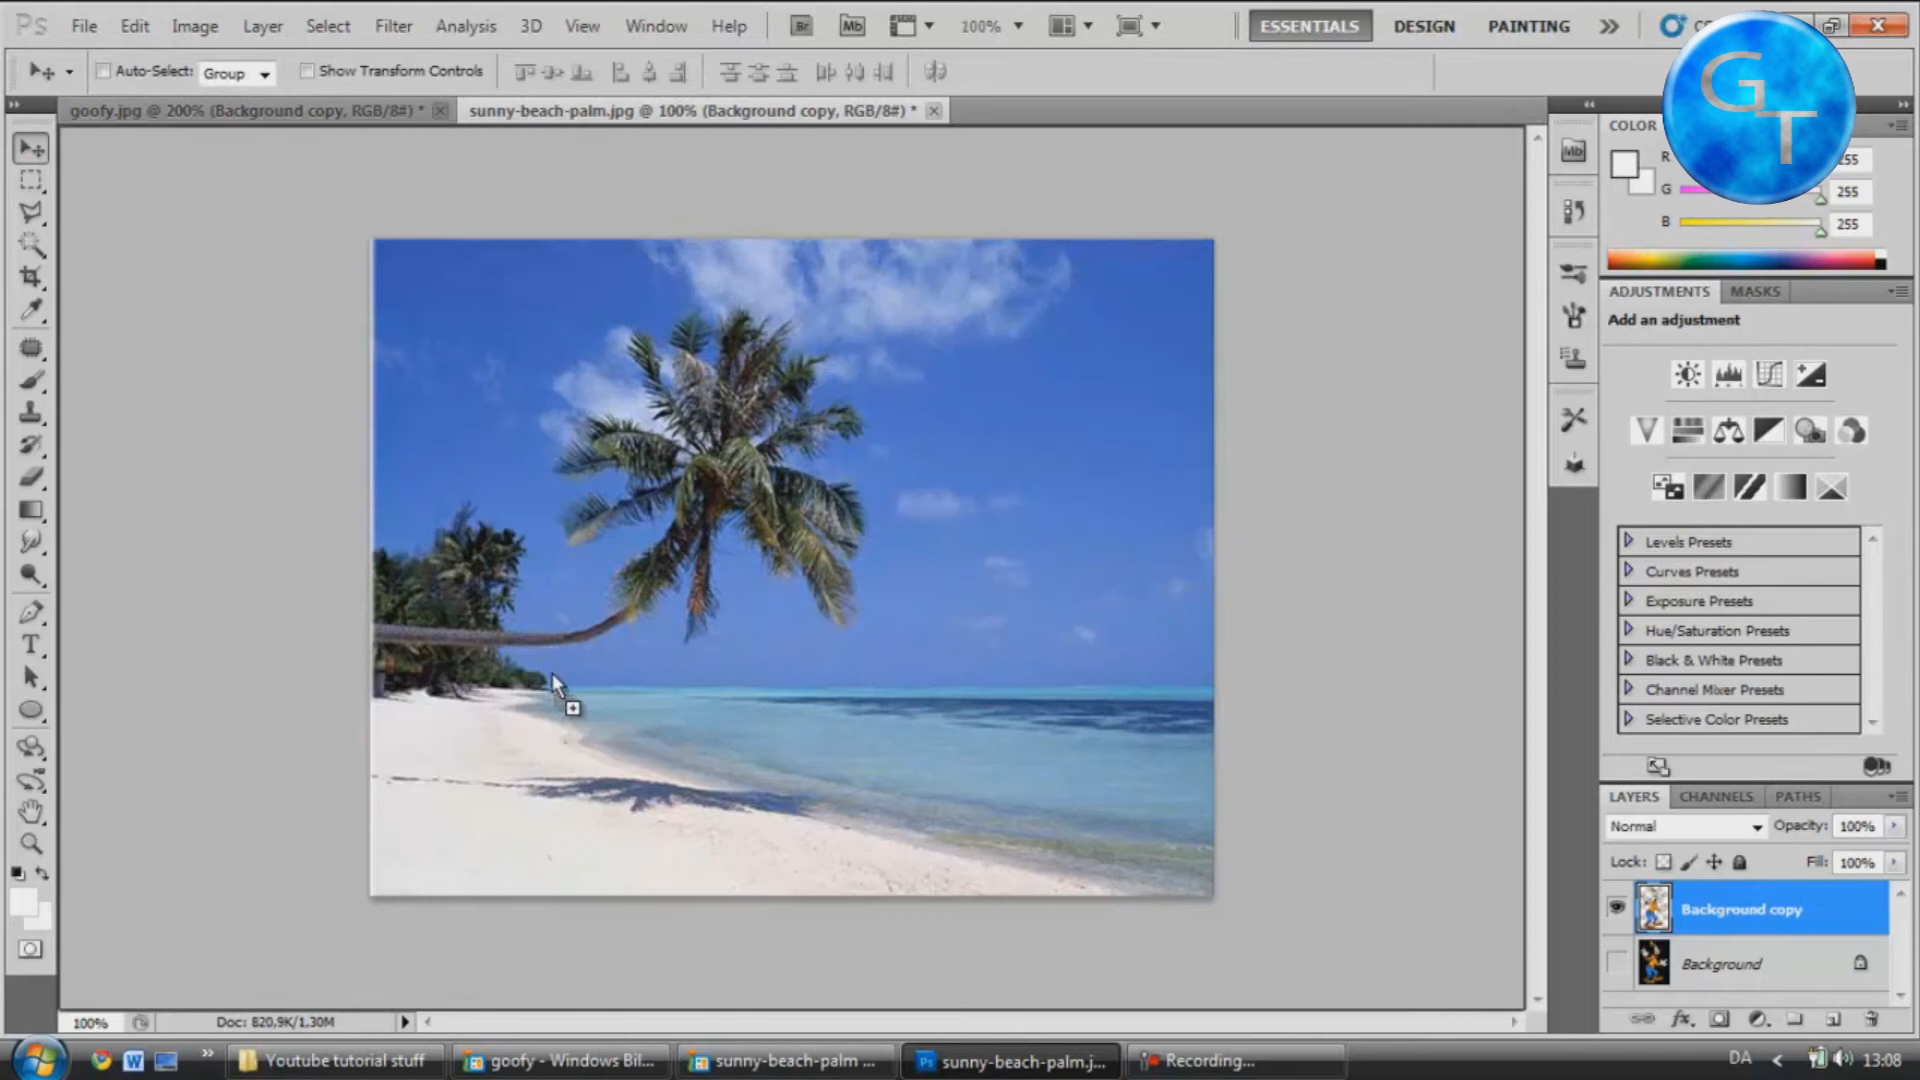 Ps File Edit Image Layer Select Filter Analysis 3D View Window Help Br Mb 100% ESSENTIALS DESIGN PAINTING
Auto-Select: Group Show Transform Controls
goofy.jpg @ 200% (Background copy, RGB/8#) * sunny-beach-palm.jpg @ 100% (Background copy, RGB/8#) *
GT
COLOR
Mb
R 255
G 255
B 255
ADJUSTMENTS MASKS
Add an adjustment
Levels Presets
Curves Presets
Exposure Presets
Hue/Saturation Presets
Black & White Presets
Channel Mixer Presets
Selective Color Presets
LAYERS CHANNELS PATHS
Normal Opacity: 100%
Lock: Fill: 100%
Background copy
Background
100% Doc: 820,9K/1,30M
Youtube tutorial stuff goofy - Windows Bil... sunny-beach-palm ... Ps sunny-beach-palm.j... Recording... DA 13:08